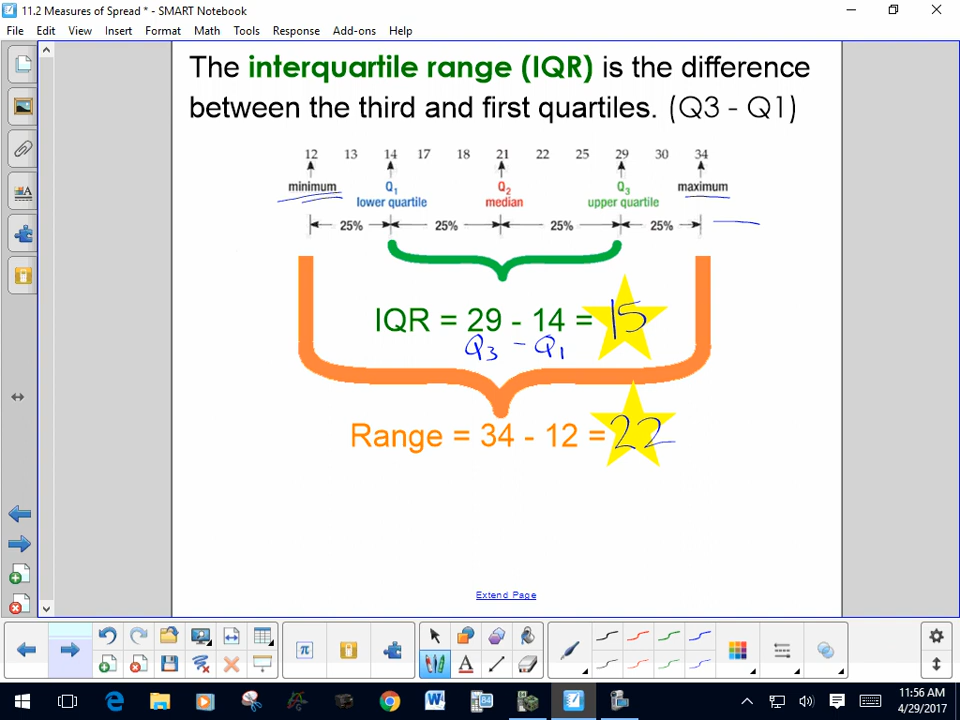 11.2 Measures of Spread * - SMART Notebook
File Edit View Insert Format Math Tools Response Add-ons Help
The interquartile range (IQR) is the difference
between the third and first quartiles. (Q3 - Q1)
12 13 14 17 18 21 22 25 29 30 34
minimum Q1 Q2 Q3 maximum
lower quartile median upper quartile
25% 25% 25% 25%
IQR = 29 - 14 = 15
Q3 - Q1
Range = 34 - 12 = 22
Extend Page
11:56 AM
4/29/2017